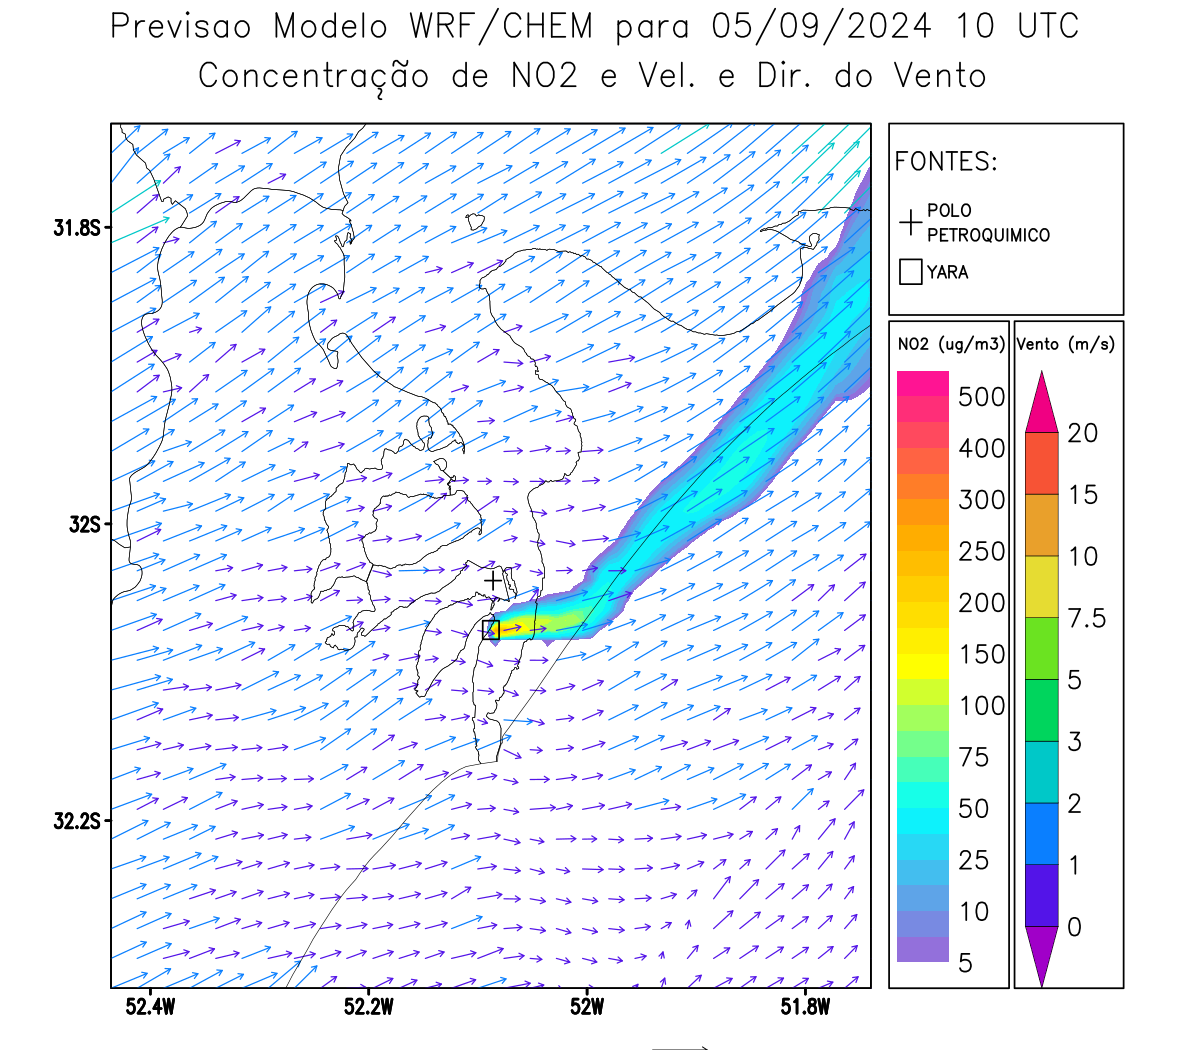 Previsao Modelo WRF/CHEM para 05/09/2024 10 UTC
Concentração de NO2 e Vel. e Dir. do Vento
FONTES:
POLO
PETROQUIMICO
YARA
NO2 (ug/m3)
500
400
300
250
200
150
100
75
50
25
10
5
Vento (m/s)
20
15
10
7.5
5
3
2
1
0
31.8S
32S
32.2S
52.4W
52.2W
52W
51.8W